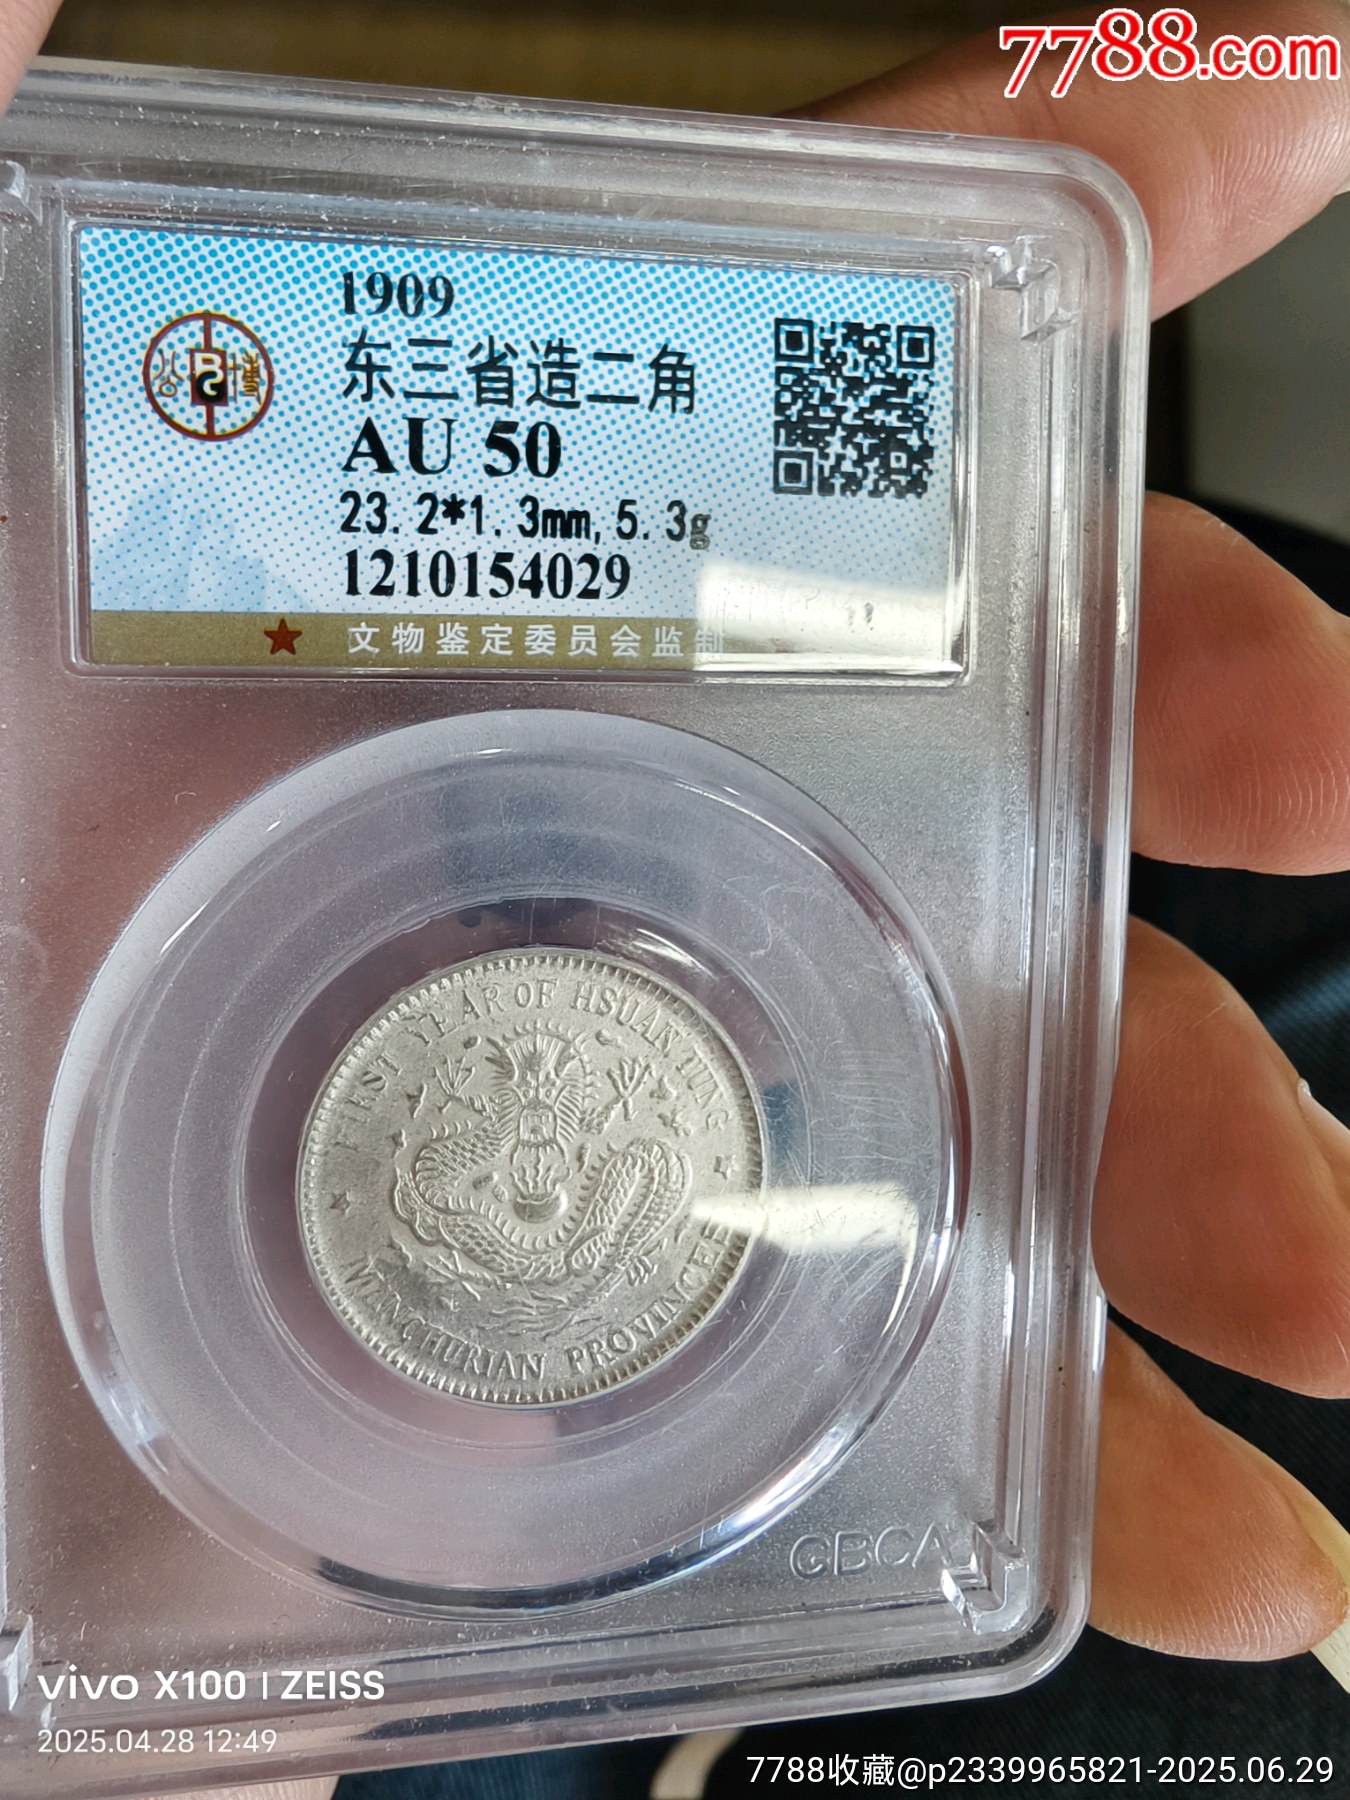 7788.com
1909
公 博
东三省造二角
AU 50
23.2*1.3mm,5.3g
1210154029
★ 文物鉴定委员会监制
FIRST YEAR OF HSUAN TUNG
MANCHURIAN PROVINCES
GBCA
vivo X100 | ZEISS
2025.04.28 12:49
7788收藏@p2339965821-2025.06.29